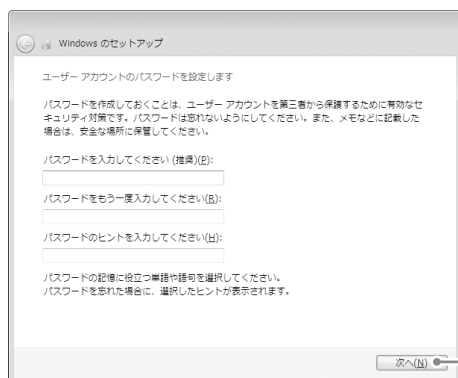 Windows のセットアップ
ユーザー アカウントのパスワードを設定します
パスワードを作成しておくことは、ユーザー アカウントを第三者から保護するために有効なセ
キュリティ対策です。パスワードは忘れないようにしてください。また、メモなどに記載した
場合は、安全な場所に保管してください。
パスワードを入力してください (推奨)(P):
パスワードをもう一度入力してください(R):
パスワードのヒントを入力してください(H):
パスワードの記憶に役立つ単語や語句を選択してください。
パスワードを忘れた場合に、選択したヒントが表示されます。
次へ(N)